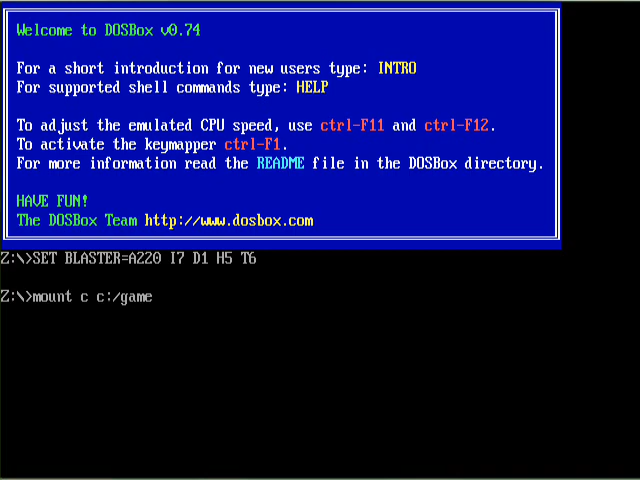 Welcome to DOSBox v0.74
For a short introduction for new users type: INTRO
For supported shell commands type: HELP
To adjust the emulated CPU speed, use ctrl-F11 and ctrl-F12.
To activate the keymapper ctrl-F1.
For more information read the README file in the DOSBox directory.
HAVE FUN!
The DOSBox Team http://www.dosbox.com
Z:\>SET BLASTER=A220 I7 D1 H5 T6
Z:\>mount c c:/game